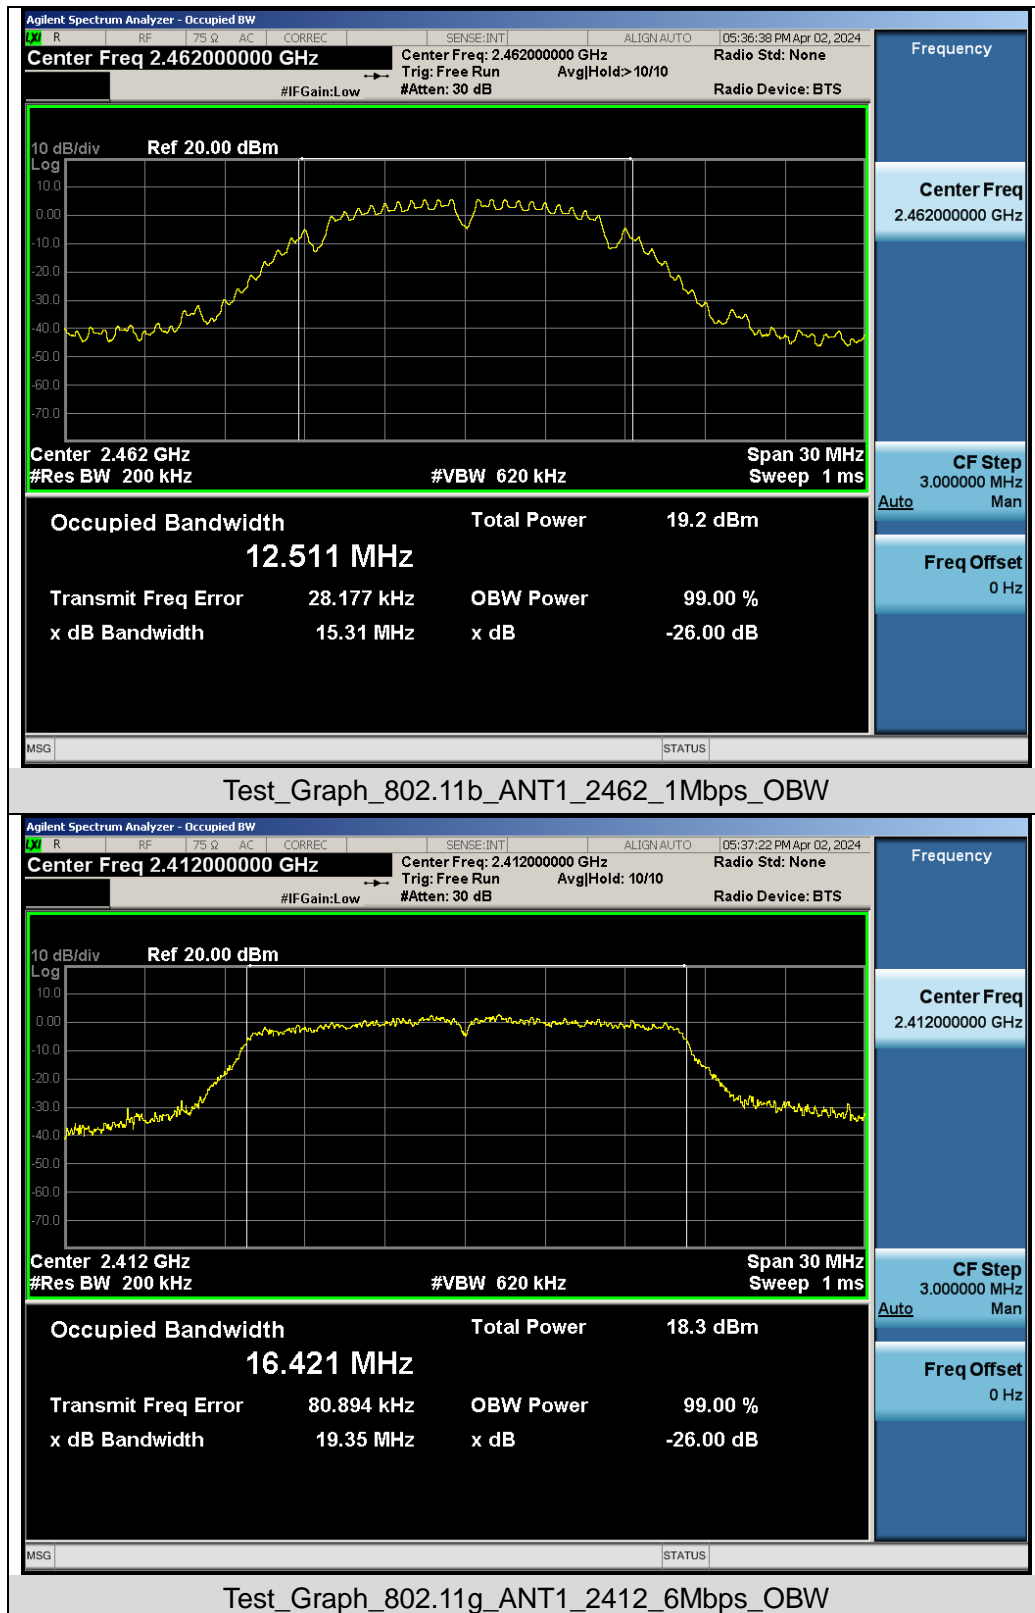 Agilent Spectrum Analyzer - Occupied BW
LXI R RF 75 Ω AC CORREC SENSE:INT ALIGN AUTO 05:36:38 PM Apr 02, 2024
Center Freq 2.462000000 GHz
Center Freq: 2.462000000 GHz Radio Std: None
Trig: Free Run Avg|Hold:> 10/10
#IFGain:Low #Atten: 30 dB Radio Device: BTS
Frequency
10 dB/div Ref 20.00 dBm
Log
10.0
0.00
-10.0
-20.0
-30.0
-40.0
-50.0
-60.0
-70.0
Center 2.462 GHz Span 30 MHz
#Res BW 200 kHz #VBW 620 kHz Sweep 1 ms
Occupied Bandwidth Total Power 19.2 dBm
12.511 MHz
Transmit Freq Error 28.177 kHz OBW Power 99.00 %
x dB Bandwidth 15.31 MHz x dB -26.00 dB
Center Freq
2.462000000 GHz
CF Step
3.000000 MHz
Auto Man
Freq Offset
0 Hz
MSG STATUS
Test_Graph_802.11b_ANT1_2462_1Mbps_OBW
Agilent Spectrum Analyzer - Occupied BW
LXI R RF 75 Ω AC CORREC SENSE:INT ALIGN AUTO 05:37:22 PM Apr 02, 2024
Center Freq 2.412000000 GHz
Center Freq: 2.412000000 GHz Radio Std: None
Trig: Free Run Avg|Hold: 10/10
#IFGain:Low #Atten: 30 dB Radio Device: BTS
Frequency
10 dB/div Ref 20.00 dBm
Log
10.0
0.00
-10.0
-20.0
-30.0
-40.0
-50.0
-60.0
-70.0
Center 2.412 GHz Span 30 MHz
#Res BW 200 kHz #VBW 620 kHz Sweep 1 ms
Occupied Bandwidth Total Power 18.3 dBm
16.421 MHz
Transmit Freq Error 80.894 kHz OBW Power 99.00 %
x dB Bandwidth 19.35 MHz x dB -26.00 dB
Center Freq
2.412000000 GHz
CF Step
3.000000 MHz
Auto Man
Freq Offset
0 Hz
MSG STATUS
Test_Graph_802.11g_ANT1_2412_6Mbps_OBW